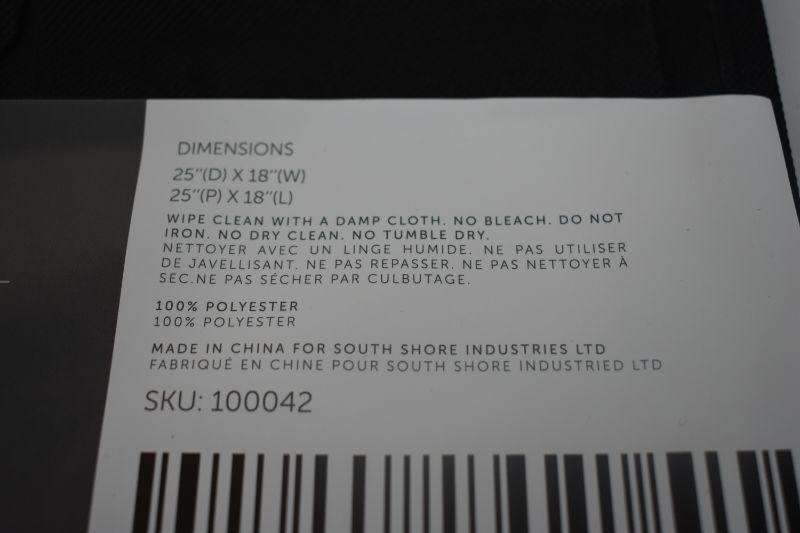 DIMENSIONS
25"(D) X 18"(W)
25"(P) X 18"(L)
WIPE CLEAN WITH A DAMP CLOTH. NO BLEACH. DO NOT
IRON. NO DRY CLEAN. NO TUMBLE DRY.
NETTOYER AVEC UN LINGE HUMIDE. NE PAS UTILISER
DE JAVELLISANT. NE PAS REPASSER. NE PAS NETTOYER À
SEC.NE PAS SÉCHER PAR CULBUTAGE.
100% POLYESTER
100% POLYESTER
MADE IN CHINA FOR SOUTH SHORE INDUSTRIES LTD
FABRIQUÉ EN CHINE POUR SOUTH SHORE INDUSTRIED LTD
SKU: 100042